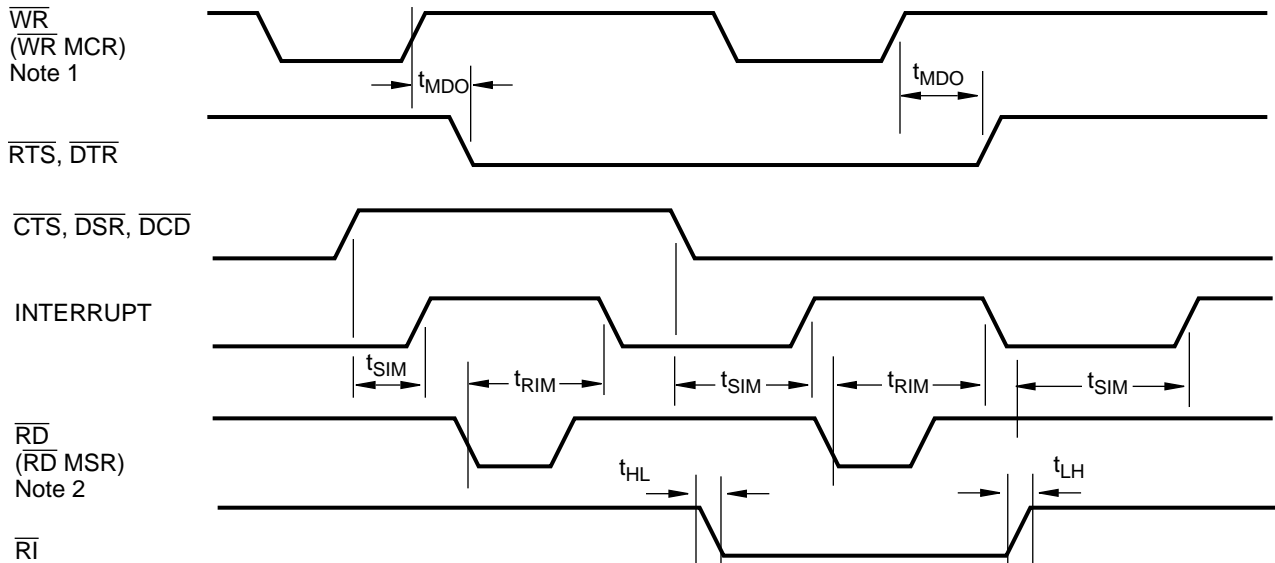 WR
(WR MCR)
Note 1
tMDO
tMDO
RTS, DTR
CTS, DSR, DCD
INTERRUPT
tSIM
tRIM
tSIM
tRIM
tSIM
RD
(RD MSR)
Note 2
tHL
tLH
RI